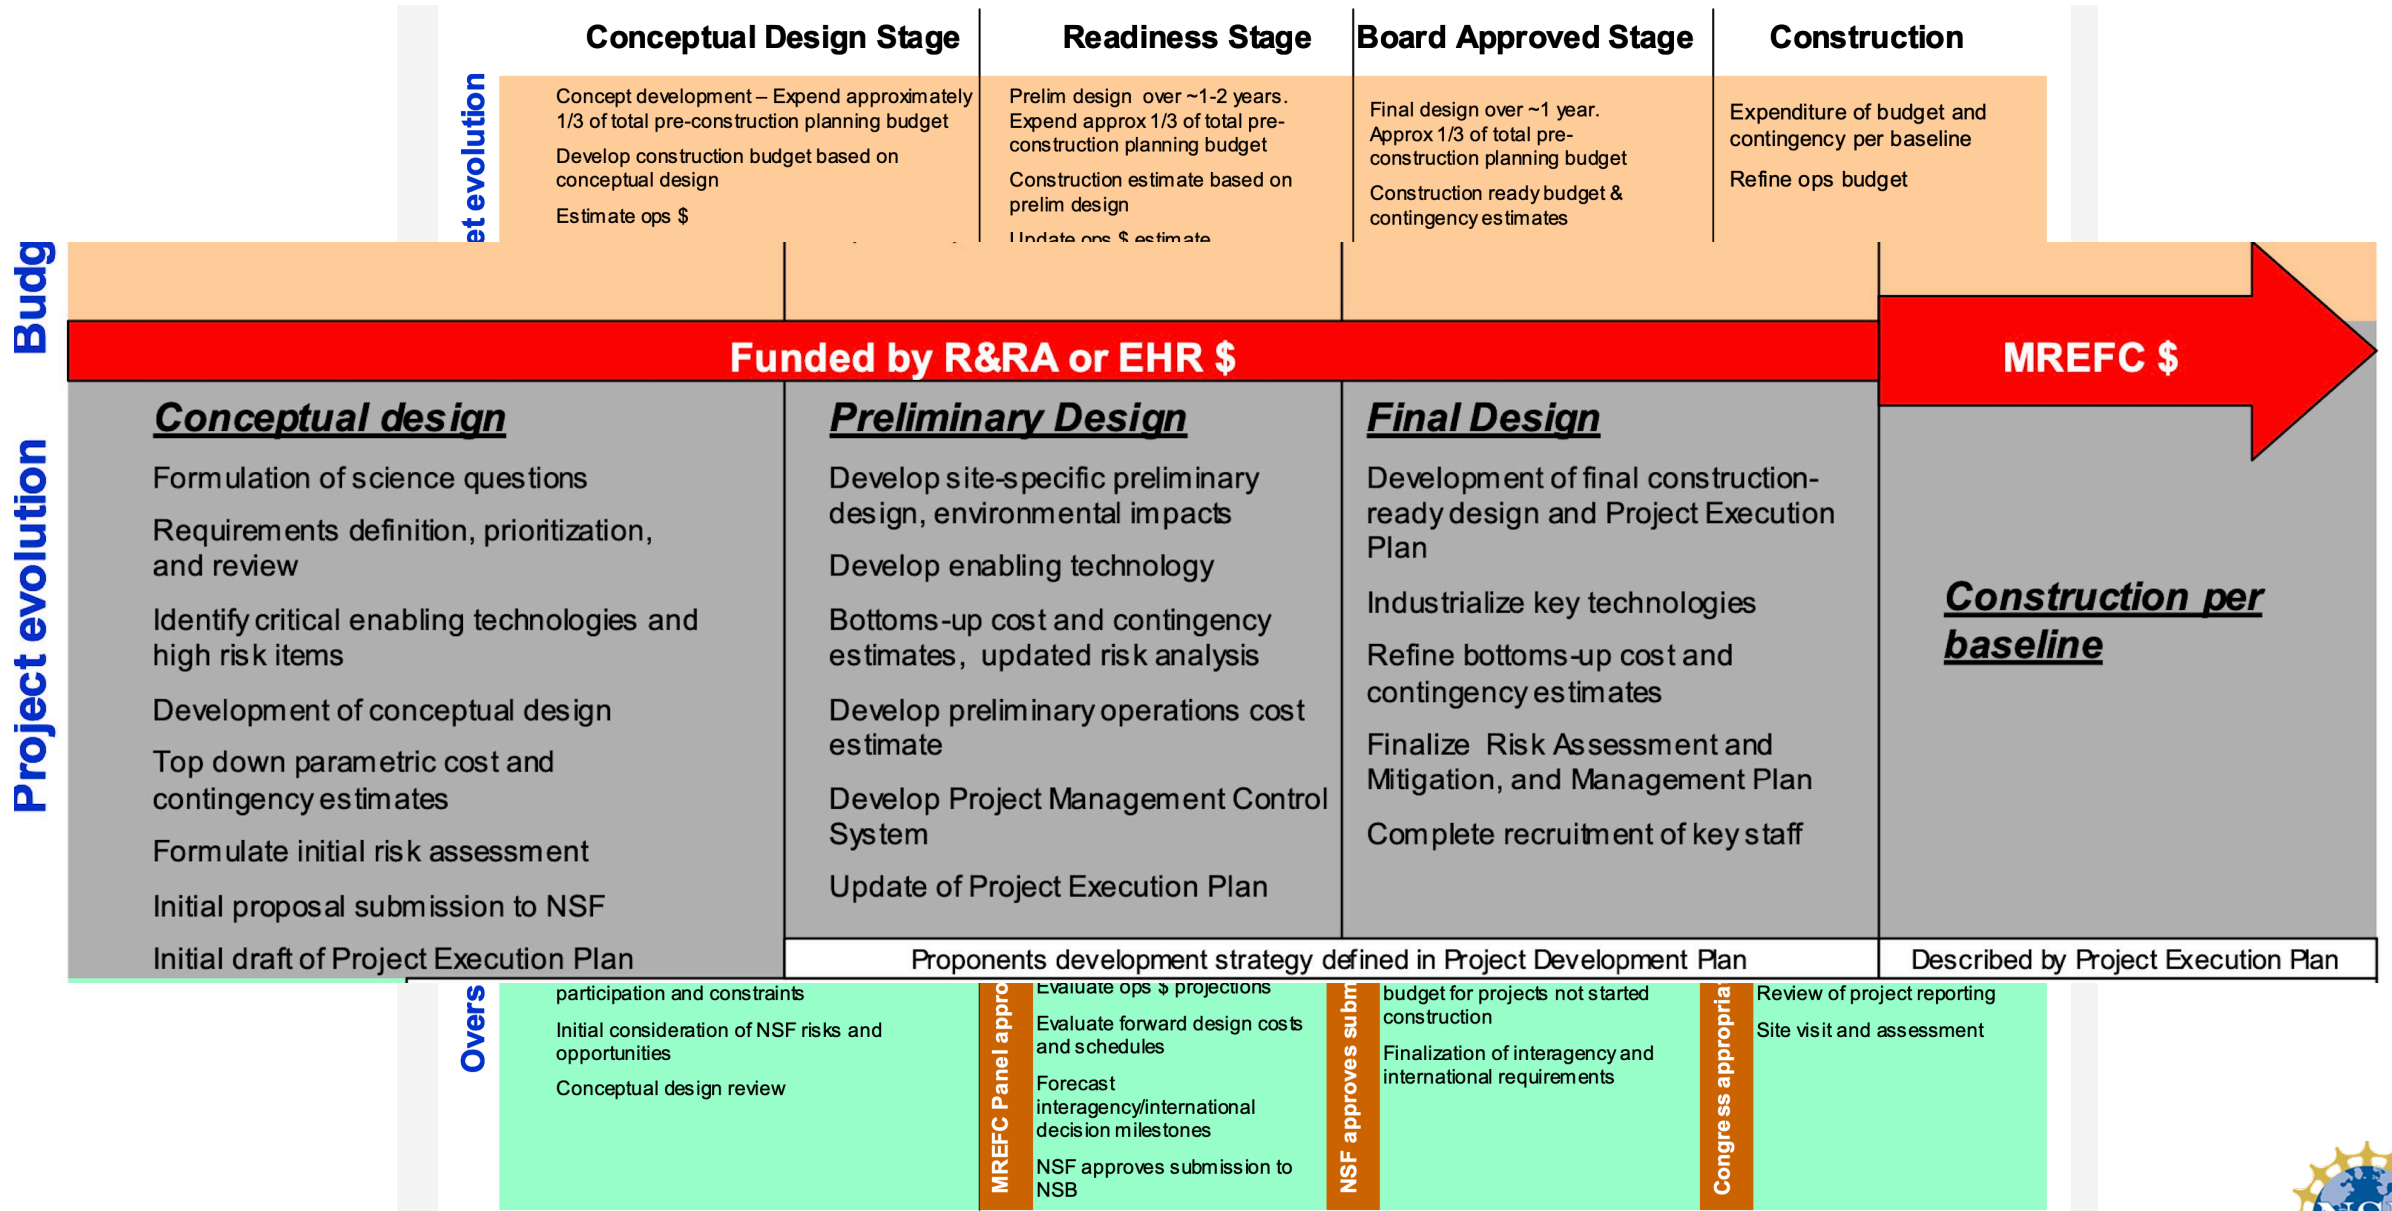 Conceptual Design Stage
Readiness Stage
Board Approved Stage
Construction
et evolution
Concept development – Expend approximately
1/3 of total pre-construction planning budget
Develop construction budget based on
conceptual design
Estimate ops $
Prelim design over ~1-2 years.
Expend approx 1/3 of total pre-
construction planning budget
Construction estimate based on
prelim design
Update ops $ estimate
Final design over ~1 year.
Approx 1/3 of total pre-
construction planning budget
Construction ready budget &
contingency estimates
Expenditure of budget and
contingency per baseline
Refine ops budget
Budg
Funded by R&RA or EHR $
MREFC $
Project evolution
Conceptual design
Formulation of science questions
Requirements definition, prioritization,
and review
Identify critical enabling technologies and
high risk items
Development of conceptual design
Top down parametric cost and
contingency estimates
Formulate initial risk assessment
Initial proposal submission to NSF
Initial draft of Project Execution Plan
Preliminary Design
Develop site-specific preliminary
design, environmental impacts
Develop enabling technology
Bottoms-up cost and contingency
estimates, updated risk analysis
Develop preliminary operations cost
estimate
Develop Project Management Control
System
Update of Project Execution Plan
Final Design
Development of final construction-
ready design and Project Execution
Plan
Industrialize key technologies
Refine bottoms-up cost and
contingency estimates
Finalize Risk Assessment and
Mitigation, and Management Plan
Complete recruitment of key staff
Construction per
baseline
Proponents development strategy defined in Project Development Plan
Described by Project Execution Plan
Overs
participation and constraints
Initial consideration of NSF risks and
opportunities
Conceptual design review
MREFC Panel appro
Evaluate ops $ projections
Evaluate forward design costs
and schedules
Forecast
interagency/international
decision milestones
NSF approves submission to
NSB
NSF approves subm
budget for projects not started
construction
Finalization of interagency and
international requirements
Congress appropria
Review of project reporting
Site visit and assessment